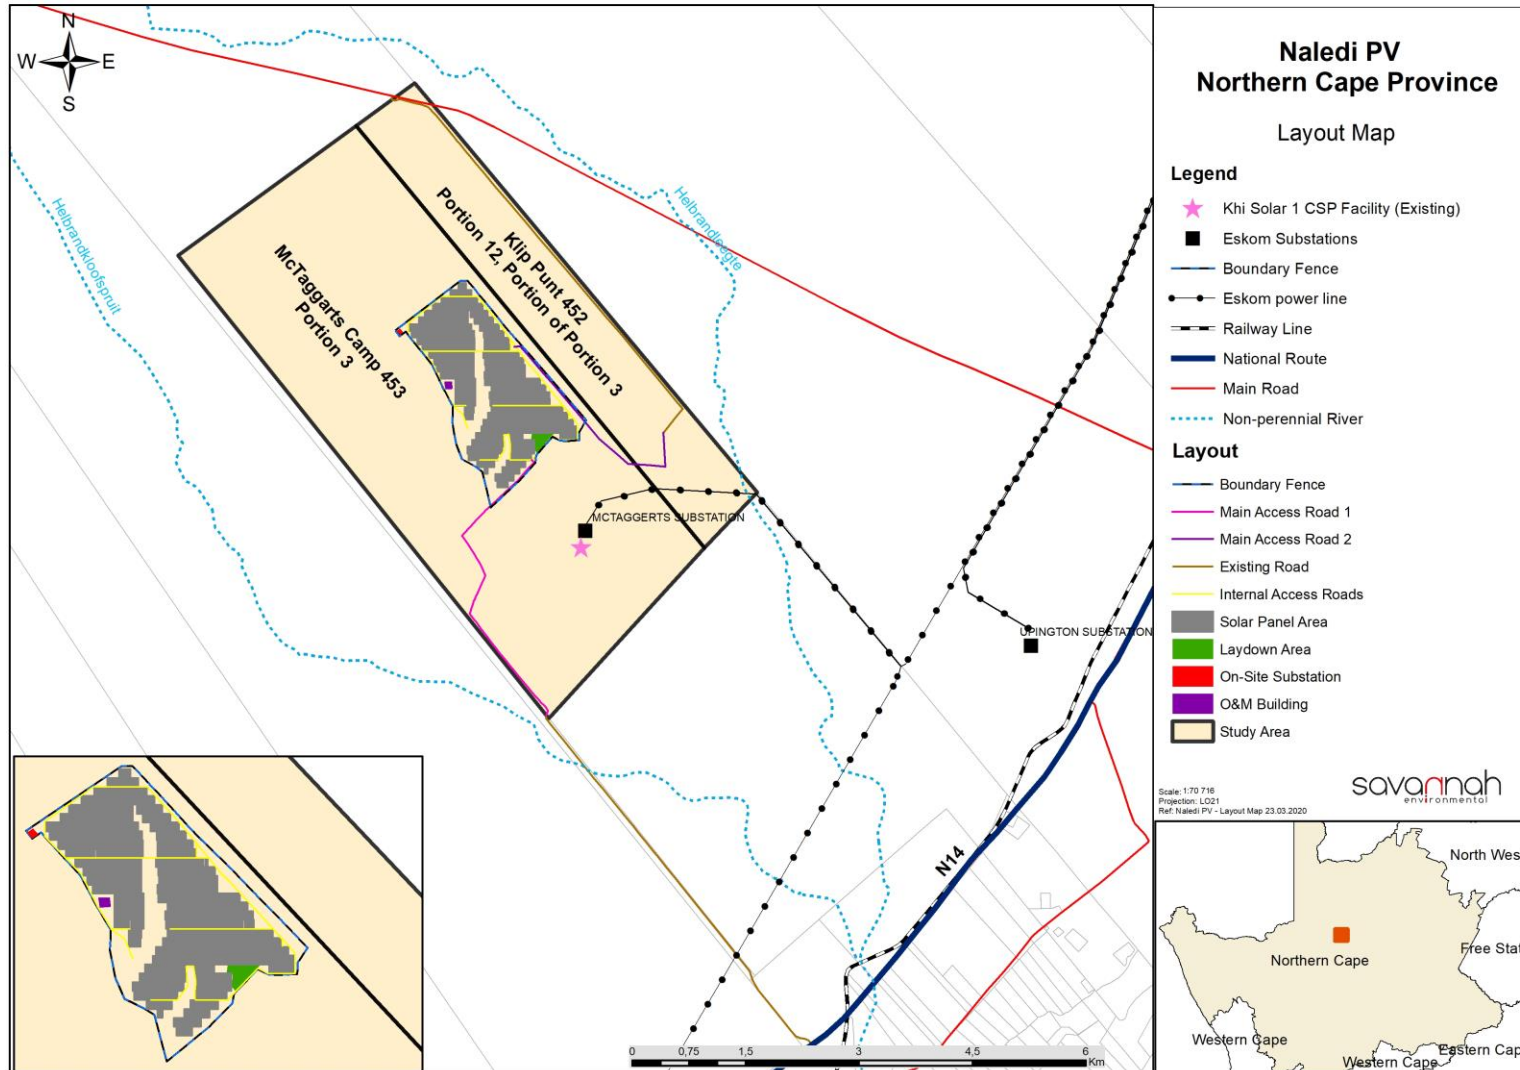 N
W E
S
Helbrandkloofspruit
Helbrandleegte
McTaggarts Camp 453
Portion 3
Klip Punt 452
Portion 12, Portion of Portion 3
MCTAGGERTS SUBSTATION
UPINGTON SUBSTATION
N14
0 0,75 1,5 3 4,5 6
Km
Naledi PV
Northern Cape Province
Layout Map
Legend
Khi Solar 1 CSP Facility (Existing)
Eskom Substations
Boundary Fence
Eskom power line
Railway Line
National Route
Main Road
Non-perennial River
Layout
Boundary Fence
Main Access Road 1
Main Access Road 2
Existing Road
Internal Access Roads
Solar Panel Area
Laydown Area
On-Site Substation
O&M Building
Study Area
Scale: 1:70 716
Projection: LO21
Ref: Naledi PV - Layout Map 23.03.2020
savannah
environmental
North Wes
Free Stat
Northern Cape
Western Cape
Eastern Cap
Western Cape